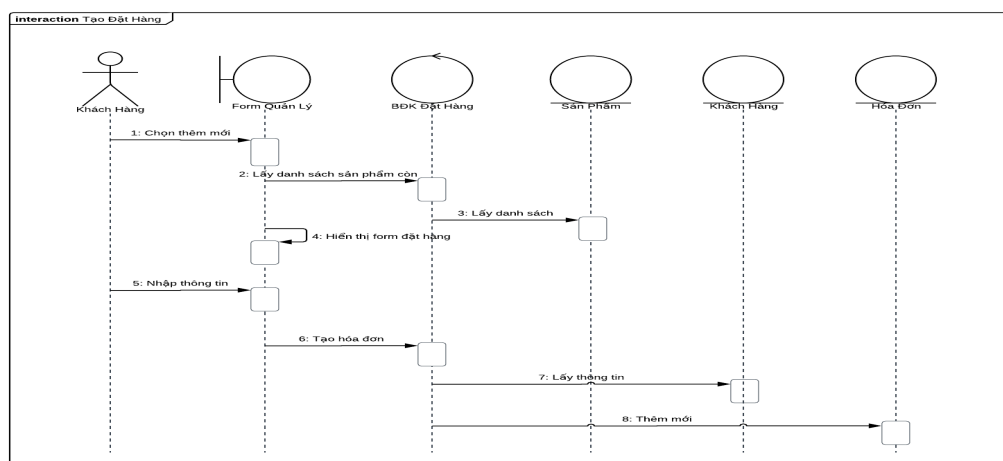 interaction Tạo Đặt Hàng
Khách Hàng
Form Quản Lý
BĐK Đặt Hàng
Sản Phẩm
Khách Hàng
Hóa Đơn
1: Chọn thêm mới
2: Lấy danh sách sản phẩm còn
3: Lấy danh sách
4: Hiển thị form đặt hàng
5: Nhập thông tin
6: Tạo hóa đơn
7: Lấy thông tin
8: Thêm mới